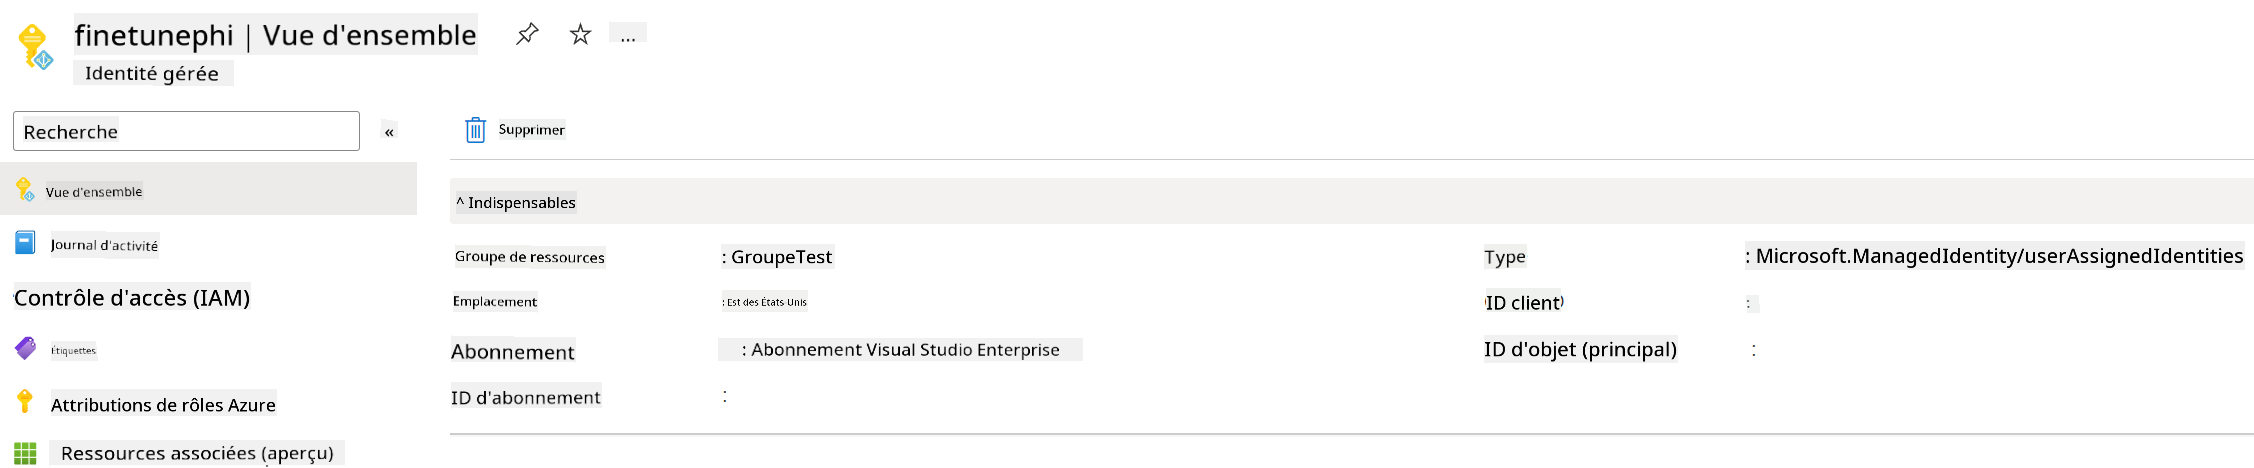 finetunephi | Vue d'ensemble
...
Identité gérée
Recherche
«
Supprimer
Vue d'ensemble
^ Indispensables
Journal d'activité
Groupe de ressources : GroupeTest
Type : Microsoft.ManagedIdentity/userAssignedIdentities
Contrôle d'accès (IAM)
Emplacement : Est des États-Unis
ID client :
Étiquettes
Abonnement : Abonnement Visual Studio Enterprise
ID d'objet (principal) :
Attributions de rôles Azure
ID d'abonnement :
Ressources associées (aperçu)